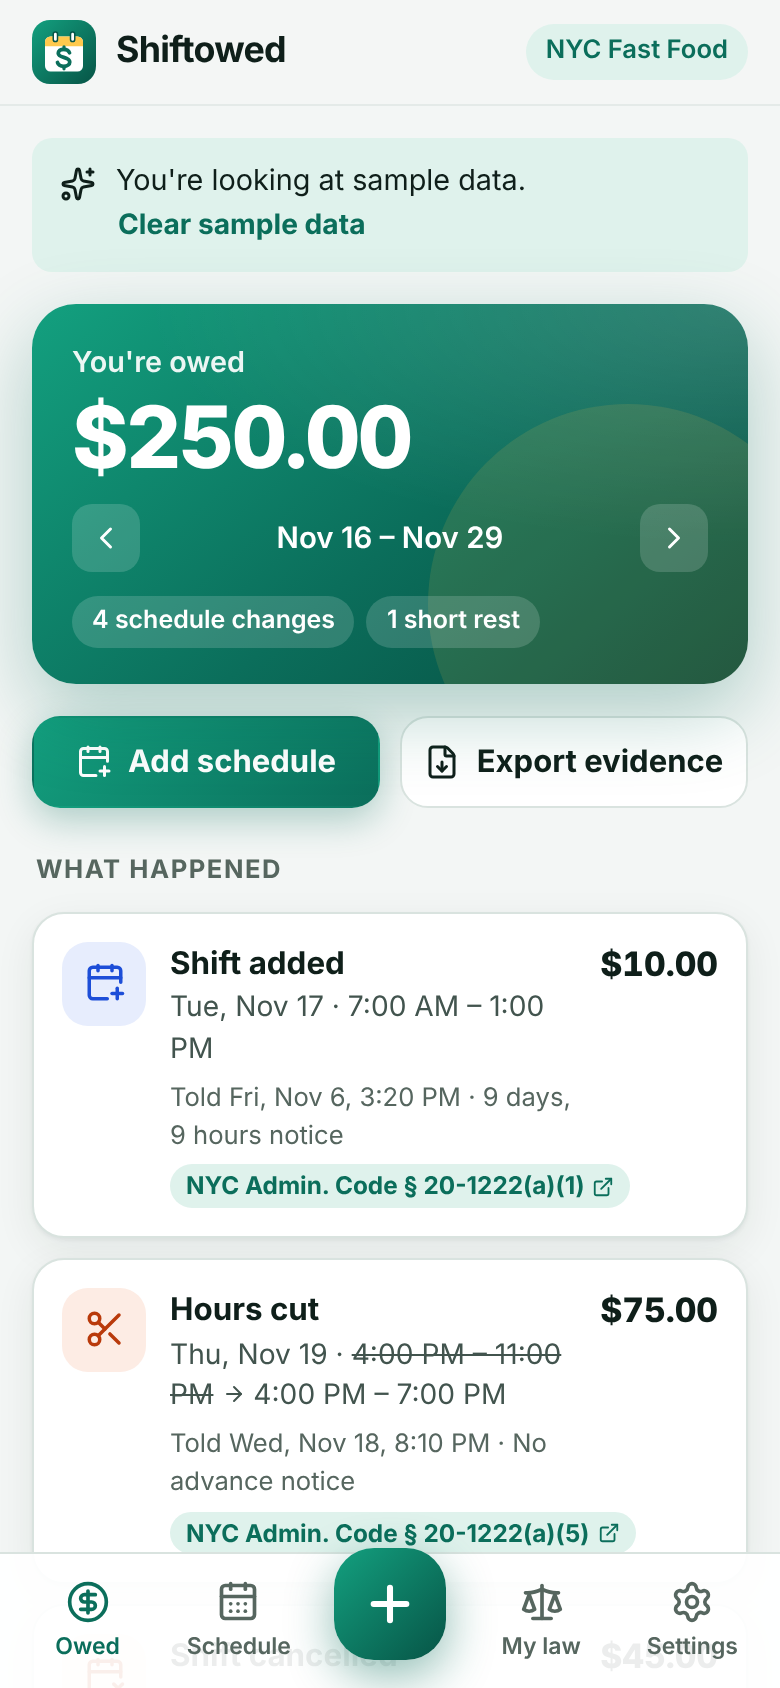 Shiftowed
NYC Fast Food
You're looking at sample data.
Clear sample data
You're owed
$250.00
Nov 16 – Nov 29
4 schedule changes
1 short rest
Add schedule
Export evidence
WHAT HAPPENED
Shift added
$10.00
Tue, Nov 17 · 7:00 AM – 1:00
PM
Told Fri, Nov 6, 3:20 PM · 9 days,
9 hours notice
NYC Admin. Code § 20-1222(a)(1)
Hours cut
$75.00
Thu, Nov 19 · 4:00 PM – 11:00
PM → 4:00 PM – 7:00 PM
Told Wed, Nov 18, 8:10 PM · No
advance notice
NYC Admin. Code § 20-1222(a)(5)
Shift cancelled
$45.00
Owed
Schedule
My law
Settings